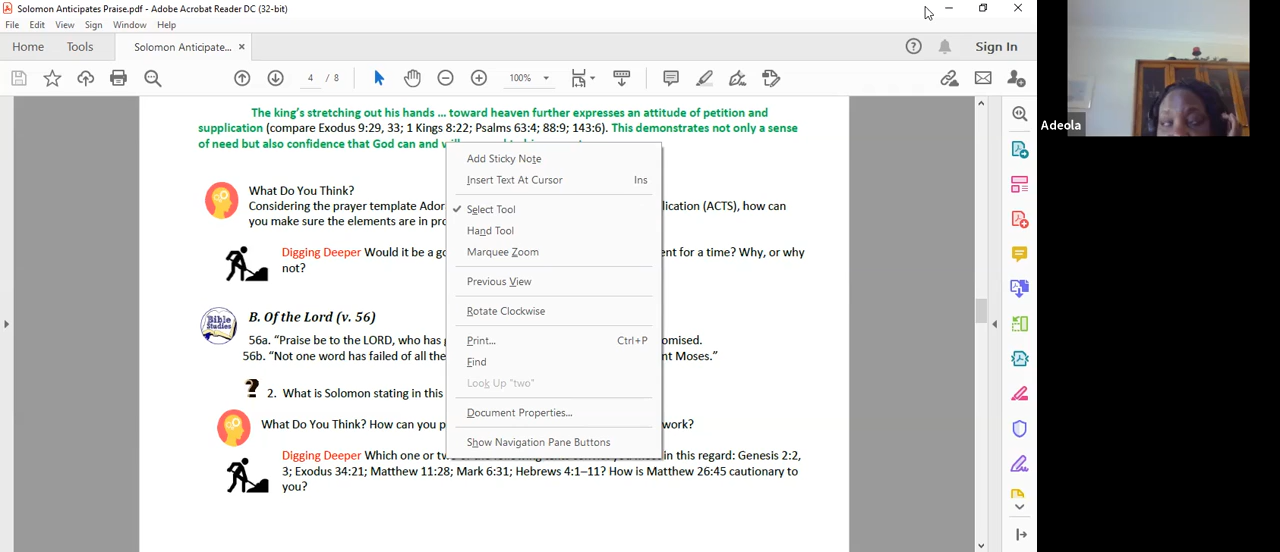 Solomon Anticipates Praise.pdf - Adobe Acrobat Reader DC (32-bit)
File Edit View Sign Window Help
Home Tools Solomon Anticipate... × Sign In
4 / 8 100%
Adeola
The king's stretching out his hands ... toward heaven further expresses an attitude of petition and
supplication (compare Exodus 9:29, 33; 1 Kings 8:22; Psalms 63:4; 88:9; 143:6). This demonstrates not only a sense
of need but also confidence that God can and
What Do You Think?
Considering the prayer template Ador lication (ACTS), how can
you make sure the elements are in pro
Digging Deeper Would it be a go ent for a time? Why, or why
not?
B. Of the Lord (v. 56)
56a. “Praise be to the LORD, who has g omised.
56b. “Not one word has failed of all the nt Moses.”
? 2. What is Solomon stating in this
What Do You Think? How can you p work?
Digging Deeper Which one or tw in this regard: Genesis 2:2,
3; Exodus 34:21; Matthew 11:28; Mark 6:31; Hebrews 4:1–11? How is Matthew 26:45 cautionary to
you?
Bible Studies
Add Sticky Note
Insert Text At Cursor Ins
Select Tool
Hand Tool
Marquee Zoom
Previous View
Rotate Clockwise
Print... Ctrl+P
Find
Look Up "two"
Document Properties...
Show Navigation Pane Buttons